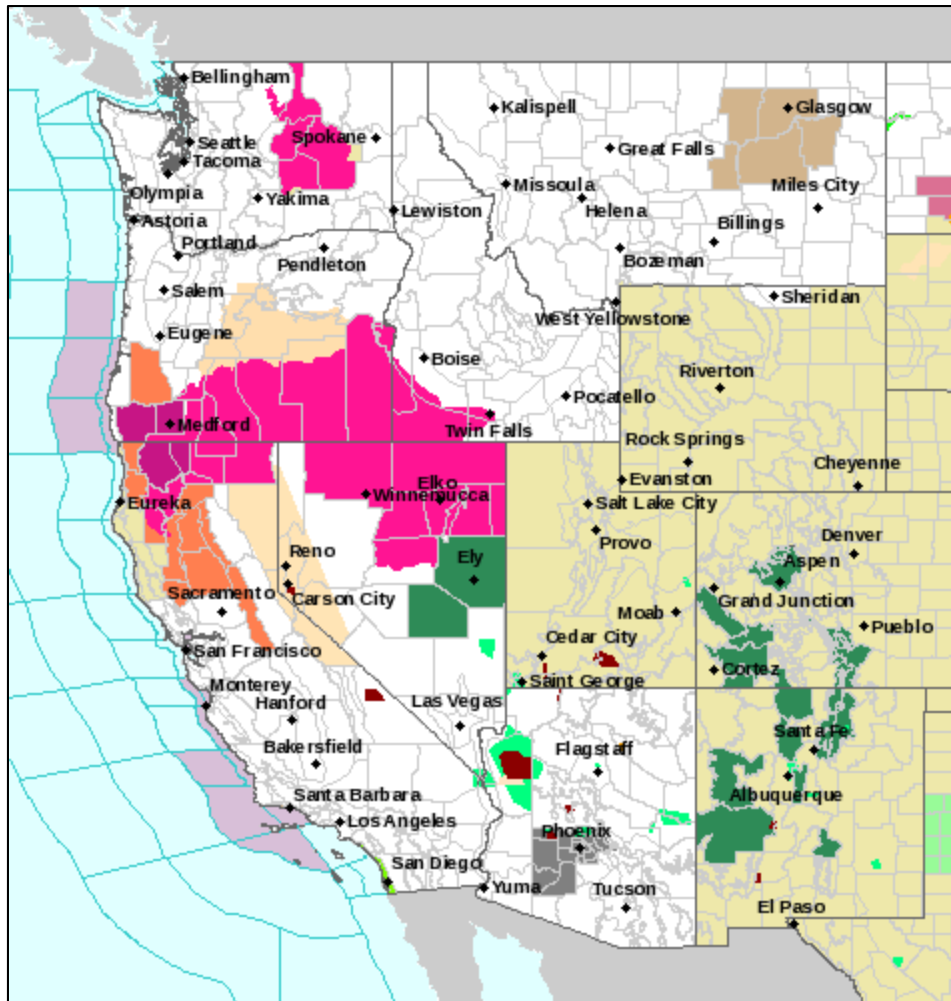 Bellingham
Kalispell
Glasgow
Seattle
Spokane
Great Falls
Tacoma
Olympia
Missoula
Miles City
Yakima
Helena
Lewiston
Astoria
Billings
Portland
Pendleton
Bozeman
Salem
Sheridan
West Yellowstone
Eugene
Boise
Riverton
Pocatello
Medford
Twin Falls
Rock Springs
Cheyenne
Elko
Evanston
Winnemucca
Eureka
Salt Lake City
Provo
Denver
Reno
Ely
Aspen
Sacramento
Carson City
Grand Junction
Moab
Pueblo
Cedar City
San Francisco
Cortez
Saint George
Monterey
Hanford
Las Vegas
Santa Fe
Bakersfield
Flagstaff
Albuquerque
Santa Barbara
Los Angeles
Phoenix
San Diego
Yuma
Tucson
El Paso